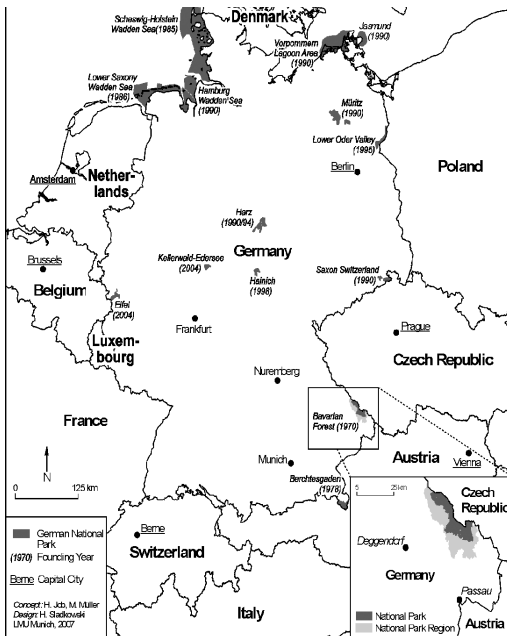 Schleswig-Holstein
Wadden Sea(1985)
Denmark
Jasmund
(1990)
Vorpommern
Lagoon Area
(1990)
Lower Saxony
Wadden Sea
(1986)
Hamburg
Wadden Sea
(1990)
Müritz
(1990)
Lower Oder Valley
(1995)
Berlin
Poland
Amsterdam
Nether-
lands
Harz
(1990/94)
Germany
Kellerwald-Edersee
(2004)
Hainich
(1998)
Saxon Switzerland
(1990)
Brussels
Belgium
Eifel
(2004)
Frankfurt
Luxem-
bourg
Prague
Czech Republic
Nuremberg
France
Bavarian
Forest (1970)
Austria
Vienna
Munich
Berchtesgaden
(1978)
N
0 125 km
German National
Park
(1970) Founding Year
Berne Capital City
Concept: H. Job, M. Müller
Design: H. Sladkowski
LMU Munich, 2007
Berne
Switzerland
Italy
5 25km
Czech
Republic
Deggendorf
Germany
Passau
National Park
National Park Region
Austria